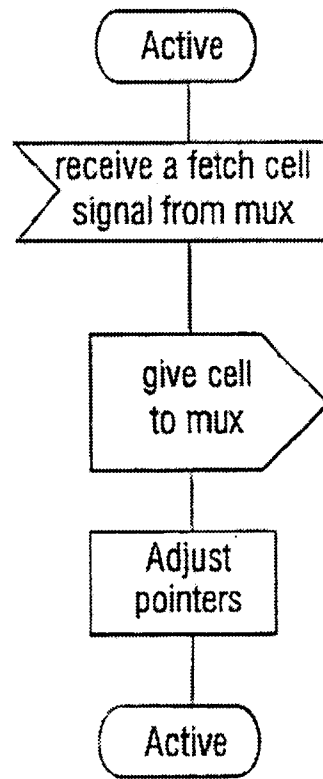 Active
receive a fetch cell
signal from mux
give cell
to mux
Adjust
pointers
Active